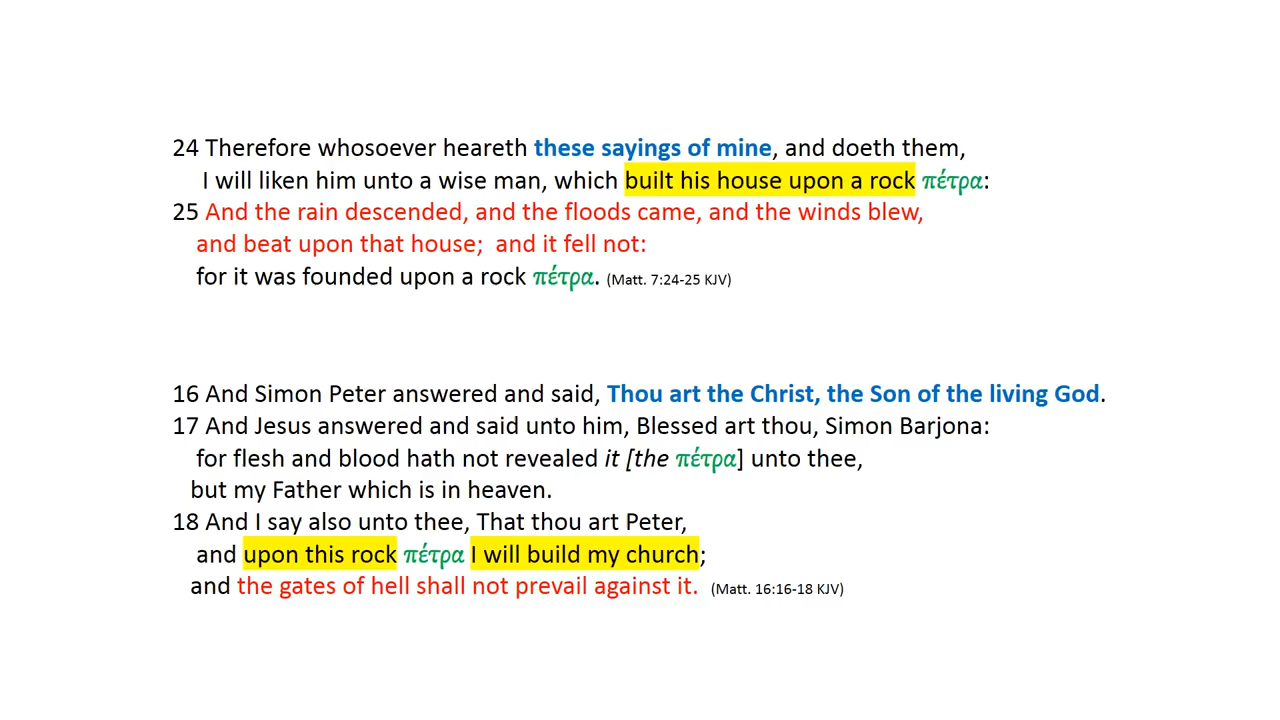 24 Therefore whosoever heareth these sayings of mine, and doeth them,
I will liken him unto a wise man, which built his house upon a rock πέτρα:
25 And the rain descended, and the floods came, and the winds blew,
and beat upon that house; and it fell not:
for it was founded upon a rock πέτρα. (Matt. 7:24-25 KJV)
16 And Simon Peter answered and said, Thou art the Christ, the Son of the living God.
17 And Jesus answered and said unto him, Blessed art thou, Simon Barjona:
for flesh and blood hath not revealed it [the πέτρα] unto thee,
but my Father which is in heaven.
18 And I say also unto thee, That thou art Peter,
and upon this rock πέτρα I will build my church;
and the gates of hell shall not prevail against it. (Matt. 16:16-18 KJV)